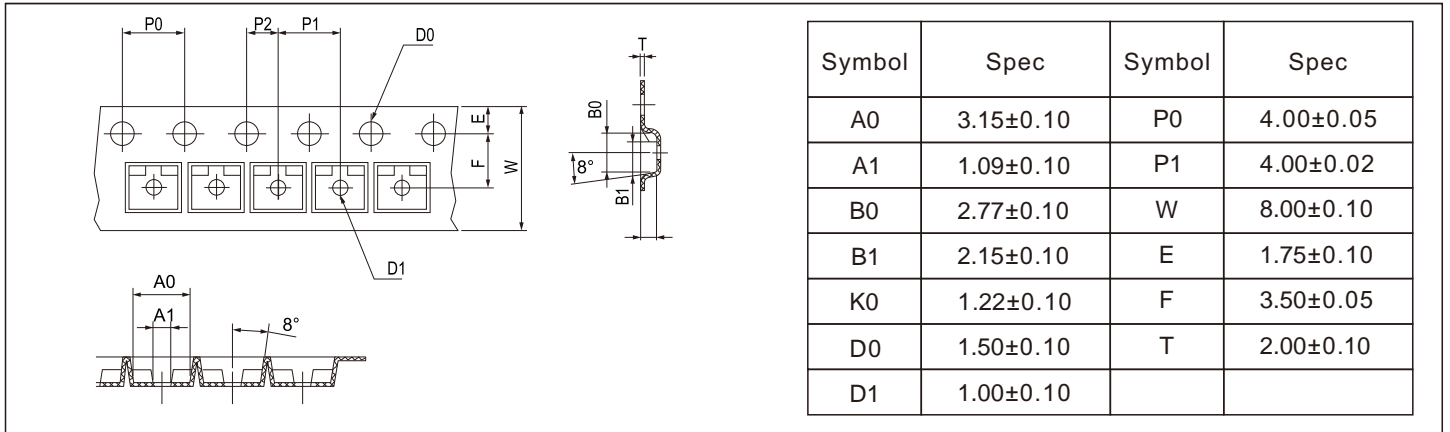 P0 P2 P1 D0
E
F
W
D1
T
B0
8°
B1
A0
A1
8°
Symbol Spec Symbol Spec
A0 3.15±0.10 P0 4.00±0.05
A1 1.09±0.10 P1 4.00±0.02
B0 2.77±0.10 W 8.00±0.10
B1 2.15±0.10 E 1.75±0.10
K0 1.22±0.10 F 3.50±0.05
D0 1.50±0.10 T 2.00±0.10
D1 1.00±0.10